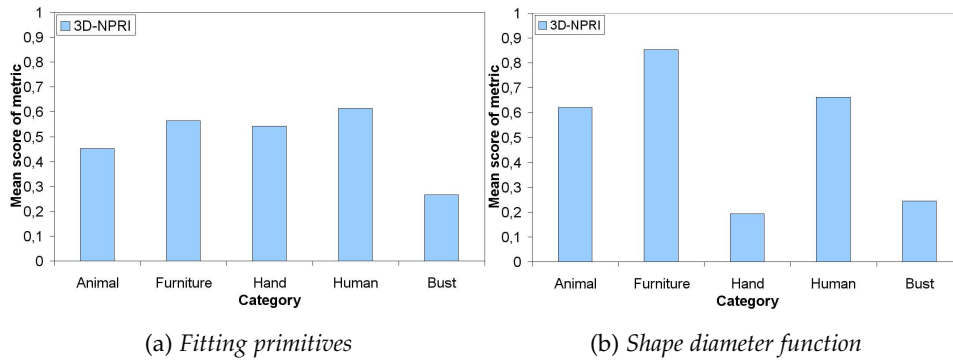 3D-NPRI
Mean score of metric
1
0,9
0,8
0,7
0,6
0,5
0,4
0,3
0,2
0,1
0
Animal Furniture Hand Human Bust
Category
(a) Fitting primitives
3D-NPRI
Mean score of metric
1
0,9
0,8
0,7
0,6
0,5
0,4
0,3
0,2
0,1
0
Animal Furniture Hand Human Bust
Category
(b) Shape diameter function